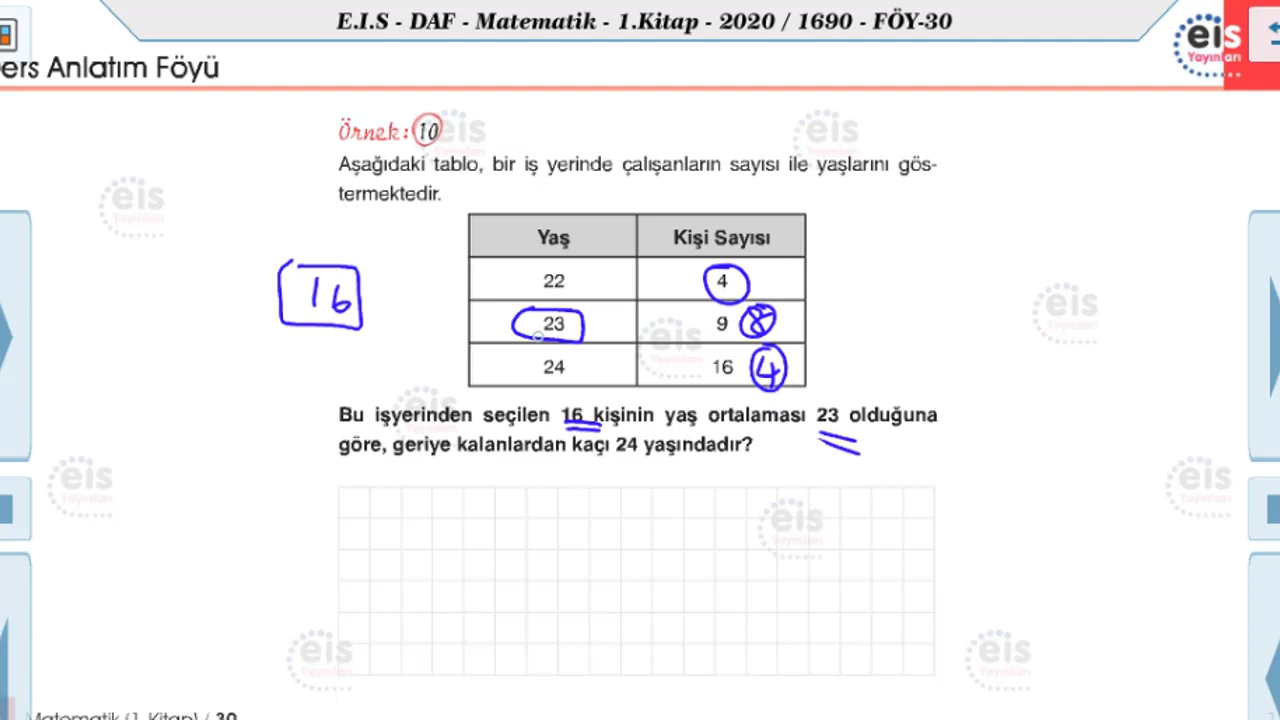 E.I.S - DAF - Matematik - 1.Kitap - 2020 / 1690 - FÖY-30
eis
Yayınları
ers Anlatım Föyü
Örnek: 10
Aşağıdaki tablo, bir iş yerinde çalışanların sayısı ile yaşlarını gös-
termektedir.
Yaş Kişi Sayısı
22 4
16
23 9 8
24 16 4
Bu işyerinden seçilen 16 kişinin yaş ortalaması 23 olduğuna
göre, geriye kalanlardan kaçı 24 yaşındadır?
Matematik (1. Kitap) / 30